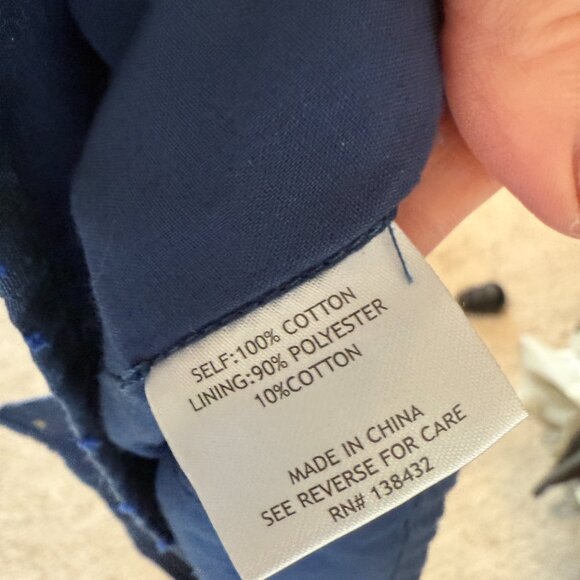 SELF:100% COTTON
LINING:90% POLYESTER
10%COTTON
MADE IN CHINA
SEE REVERSE FOR CARE
RN# 138432